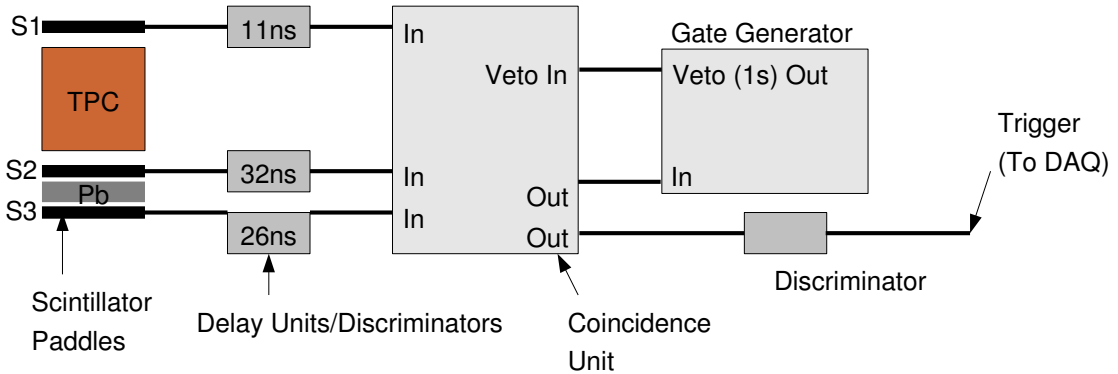 S1
11ns
In
Gate Generator
Veto In
Veto (1s) Out
TPC
Trigger
(To DAQ)
S2
32ns
In
In
Pb
Out
S3
In
26ns
Out
Discriminator
Scintillator
Paddles
Delay Units/Discriminators
Coincidence
Unit